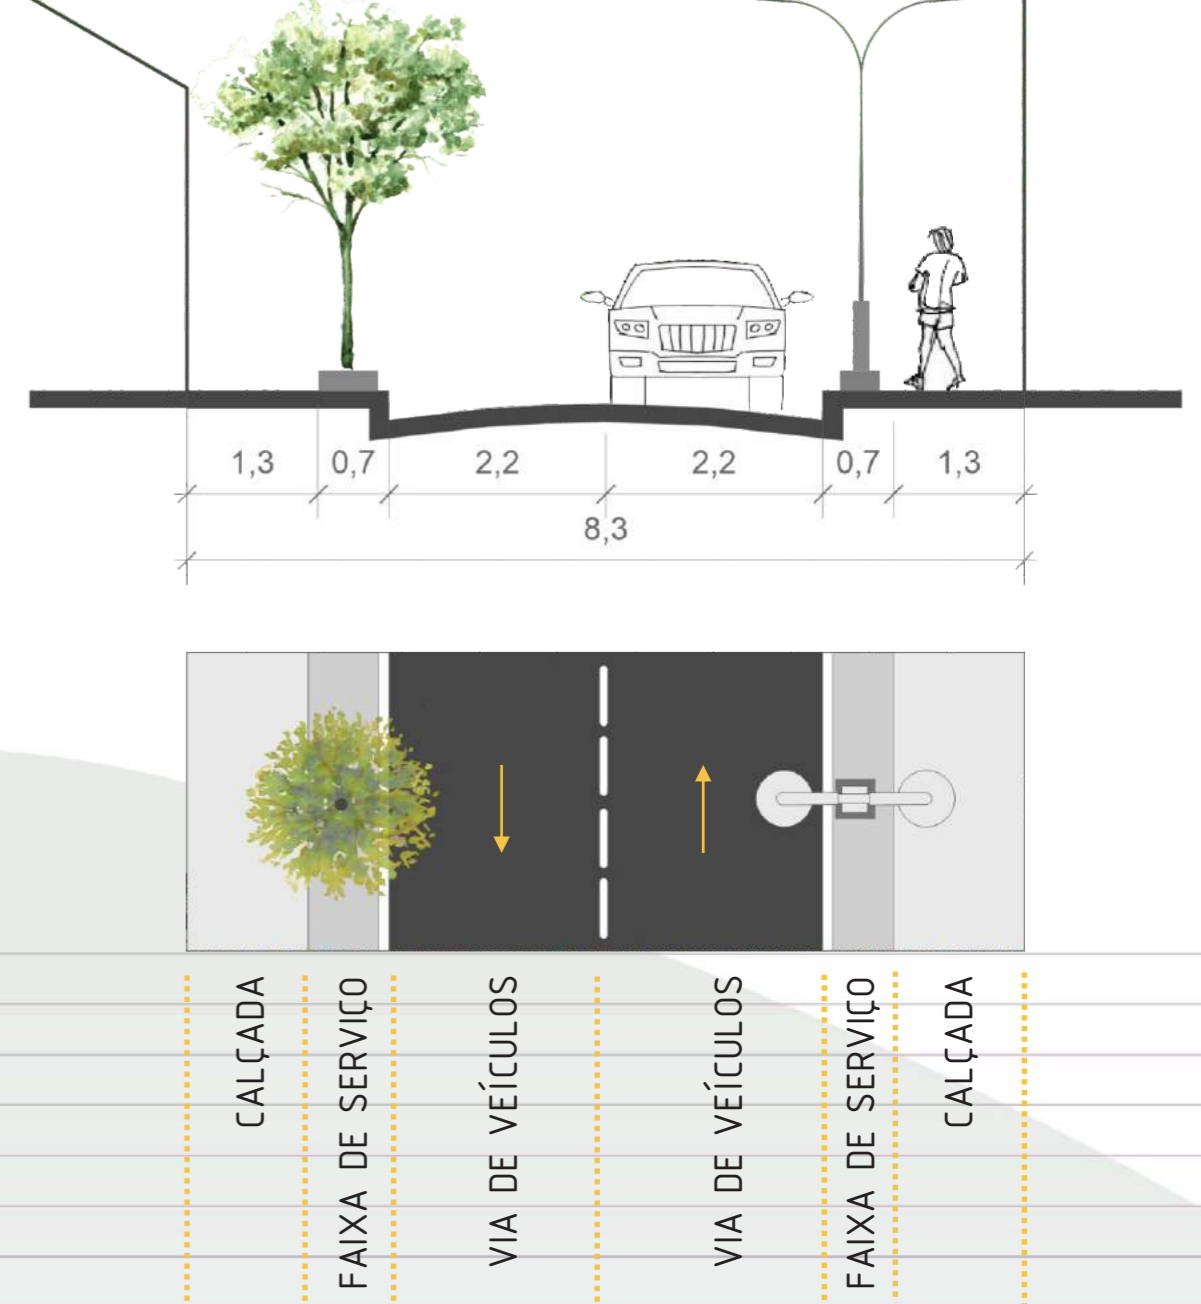 1,3 0,7 2,2 2,2 0,7 1,3
8,3
CALÇADA
FAIXA DE SERVIÇO
VIA DE VEÍCULOS
VIA DE VEÍCULOS
FAIXA DE SERVIÇO
CALÇADA